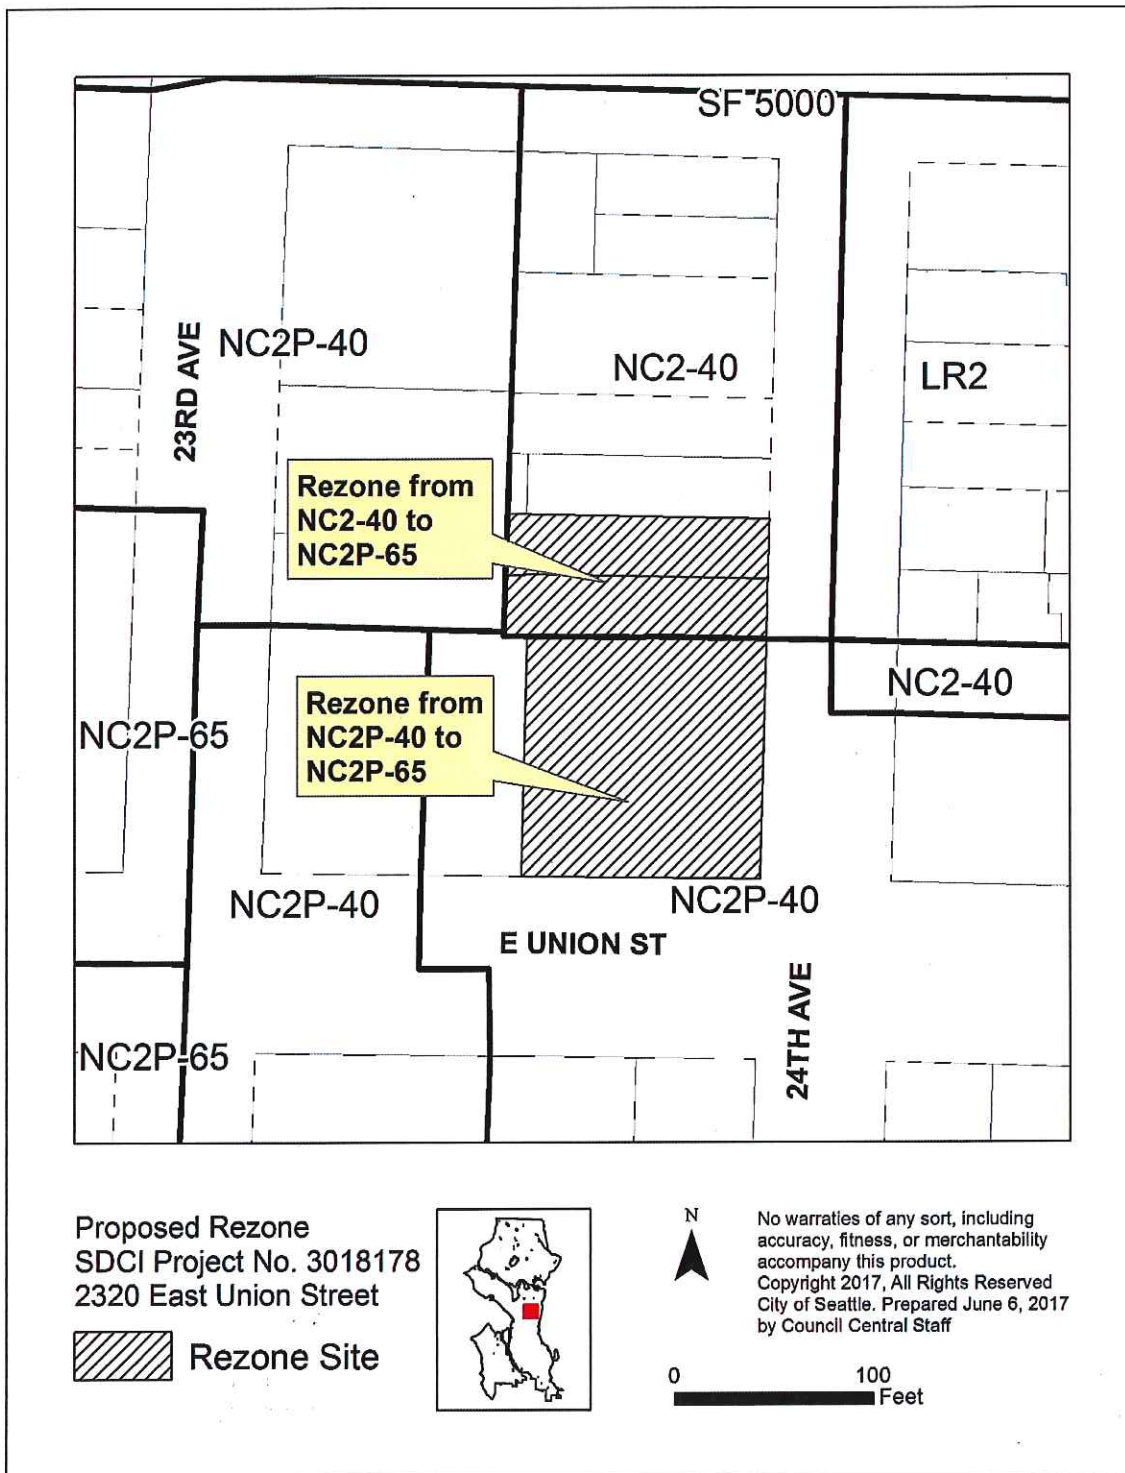 SF 5000
NC2P-40
NC2-40
LR2
23RD AVE
Rezone from
NC2-40 to
NC2P-65
NC2-40
Rezone from
NC2P-40 to
NC2P-65
NC2P-65
NC2P-40
NC2P-40
E UNION ST
24TH AVE
NC2P-65
Proposed Rezone
SDCI Project No. 3018178
2320 East Union Street
Rezone Site
N
No warraties of any sort, including
accuracy, fitness, or merchantability
accompany this product.
Copyright 2017, All Rights Reserved
City of Seattle. Prepared June 6, 2017
by Council Central Staff
0 100
Feet